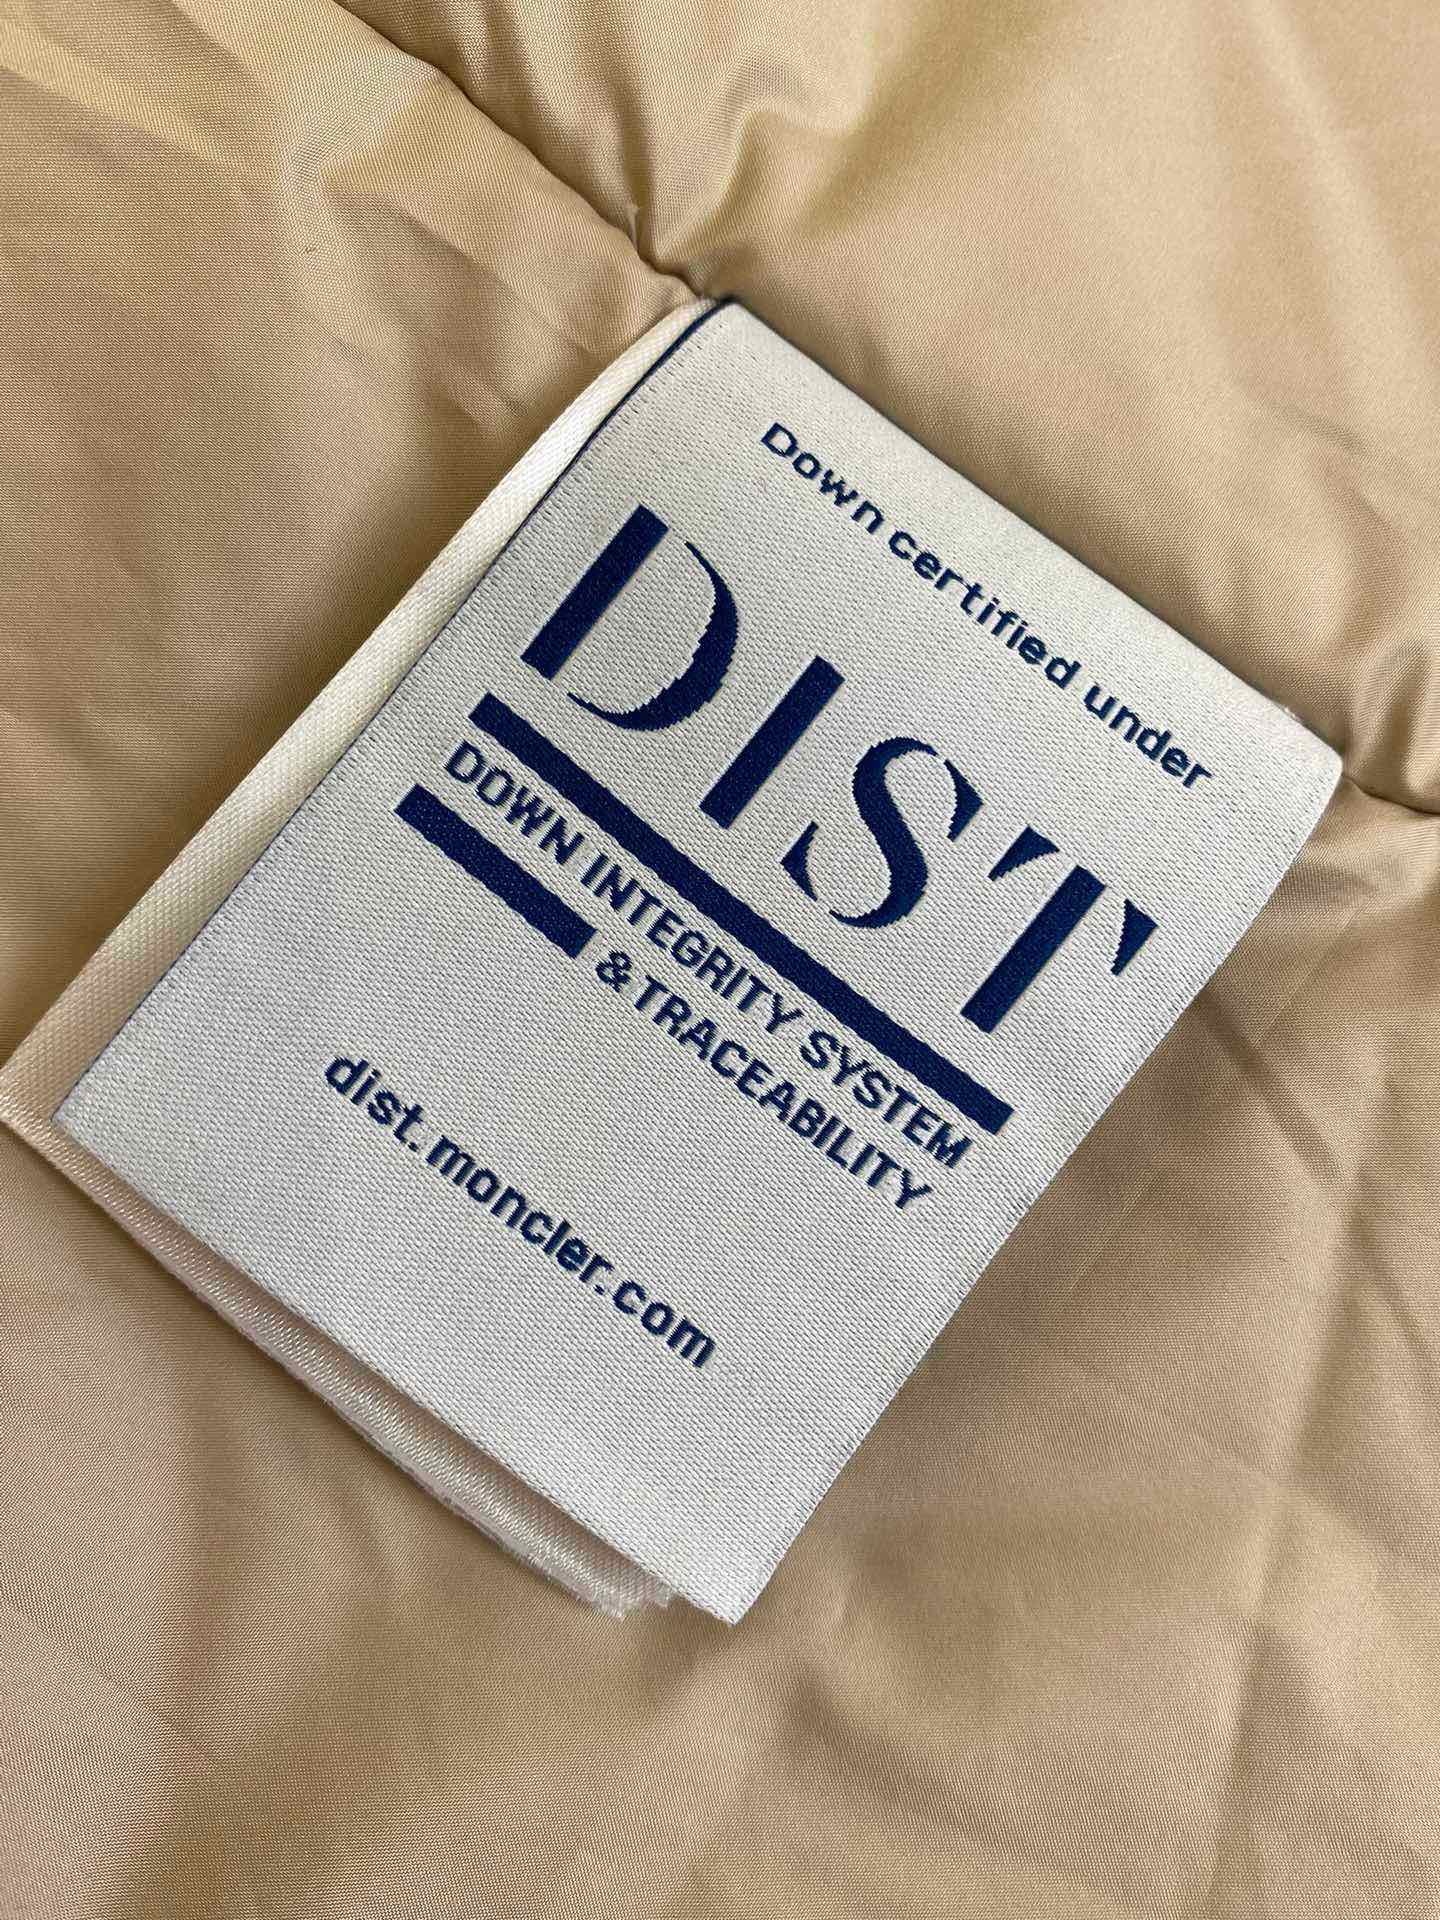 Down certified under
DIST
DOWN INTEGRITY SYSTEM
& TRACEABILITY
dist.moncler.com